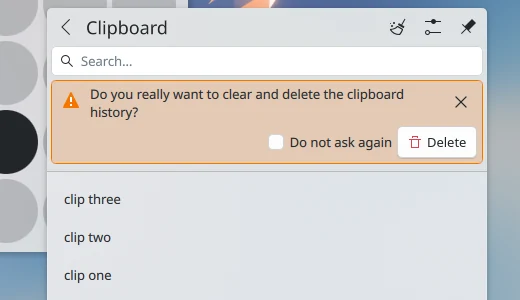 Clipboard
Search...
Do you really want to clear and delete the clipboard
history?
Do not ask again
Delete
clip three
clip two
clip one